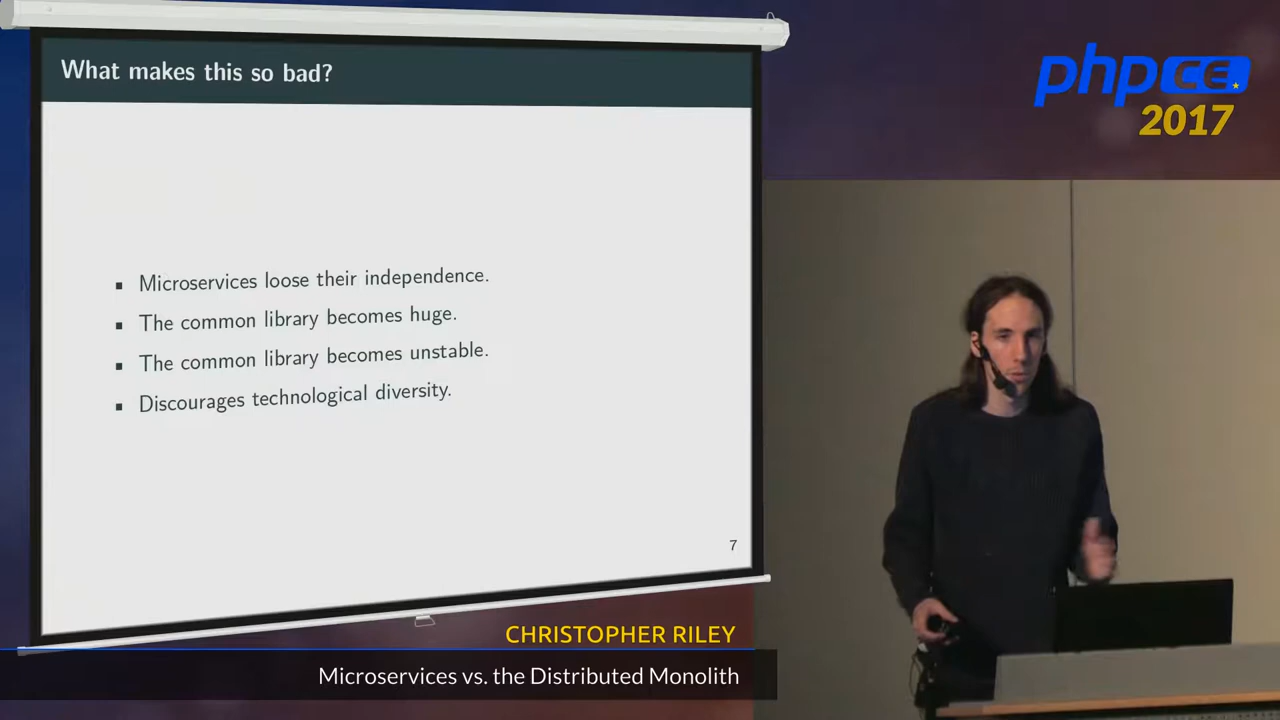 What makes this so bad?
Microservices loose their independence.
The common library becomes huge.
The common library becomes unstable.
Discourages technological diversity.
7
phpCE
2017
CHRISTOPHER RILEY
Microservices vs. the Distributed Monolith